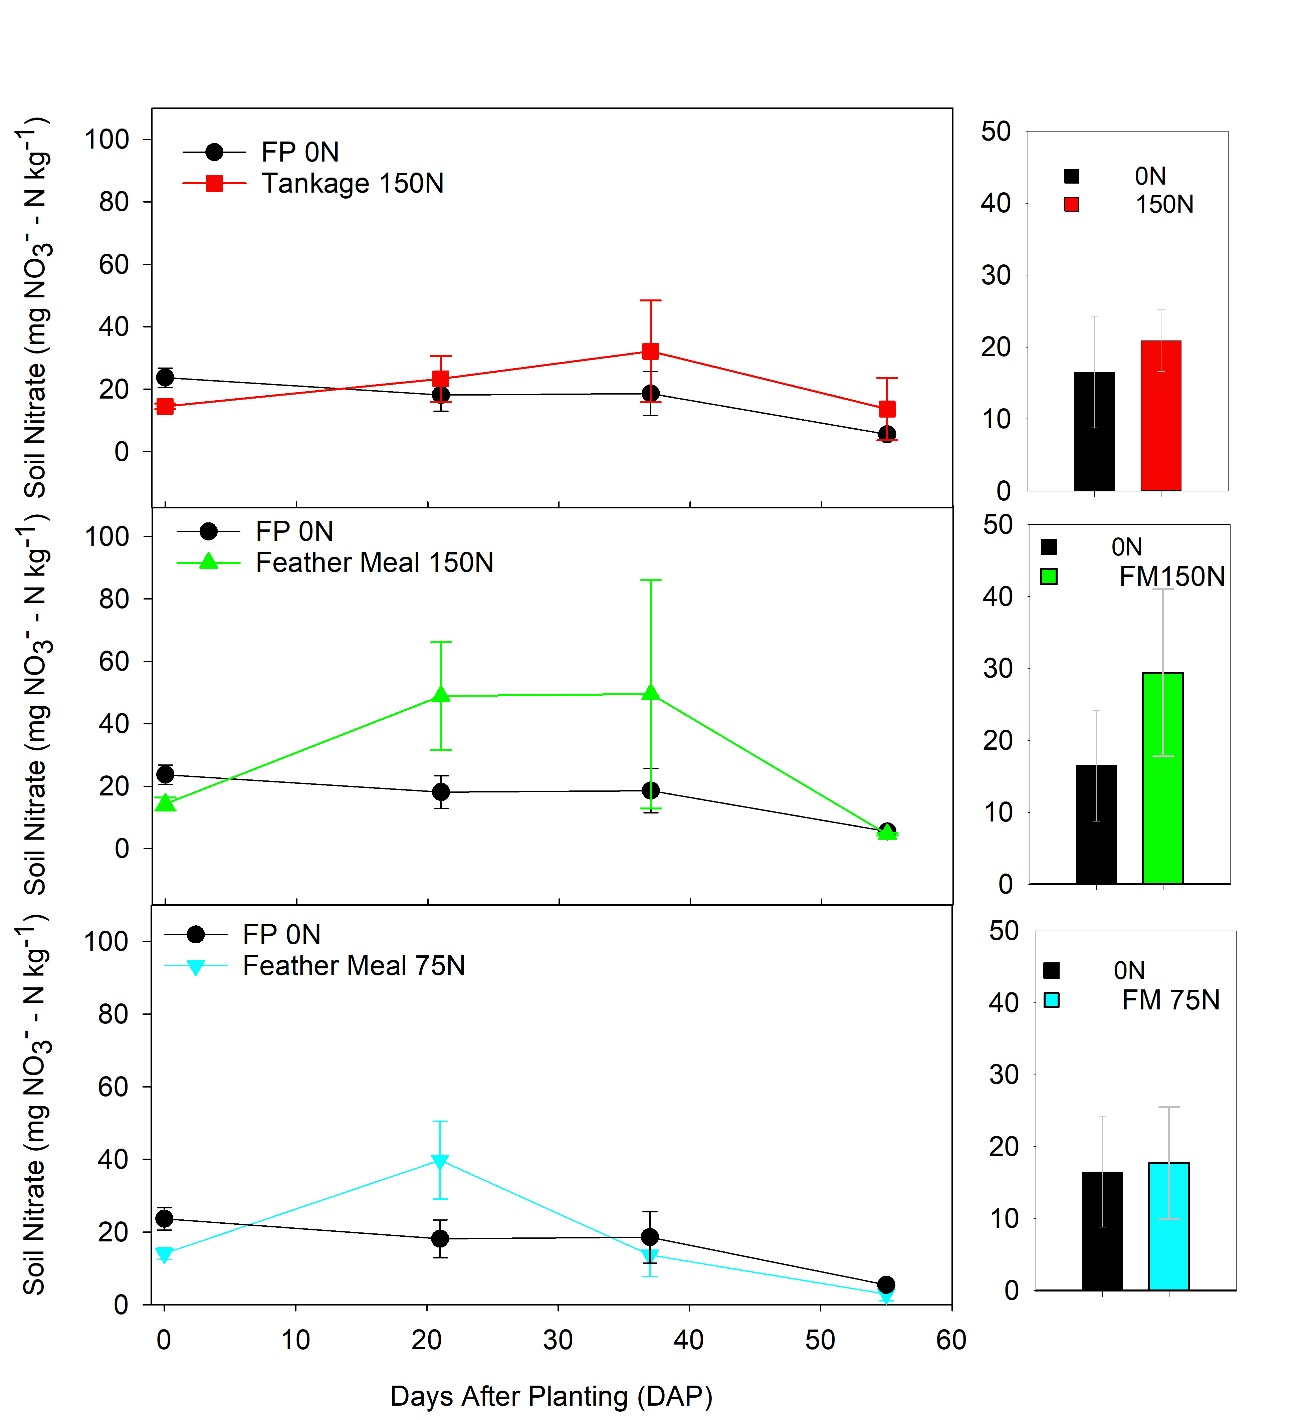 Soil Nitrate (mg NO₃⁻ - N kg⁻¹)
100
80
60
40
20
0
FP 0N
Tankage 150N
50
40
30
20
10
0
0N
150N
Soil Nitrate (mg NO₃⁻ - N kg⁻¹)
100
80
60
40
20
0
FP 0N
Feather Meal 150N
50
40
30
20
10
0
0N
FM150N
Soil Nitrate (mg NO₃⁻ - N kg⁻¹)
100
80
60
40
20
0
FP 0N
Feather Meal 75N
50
40
30
20
10
0
0N
FM 75N
0 10 20 30 40 50 60
Days After Planting (DAP)